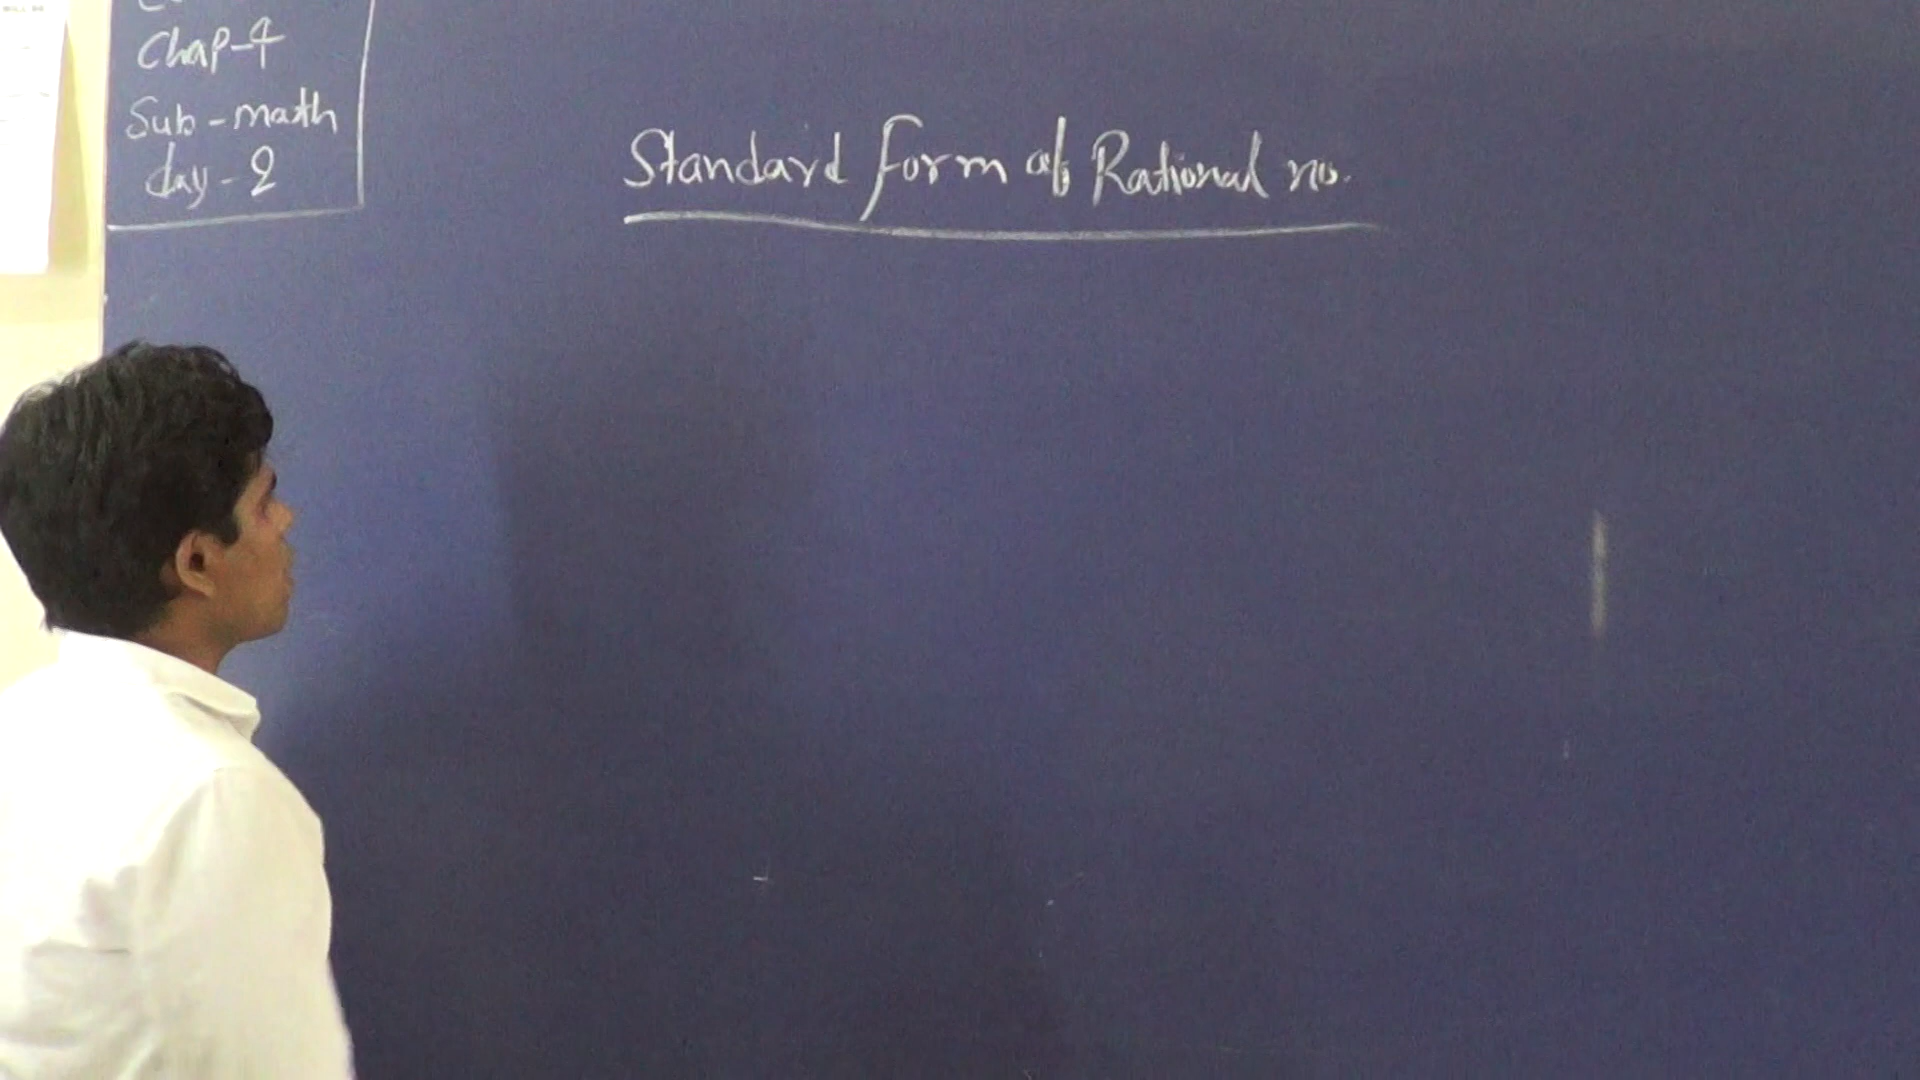 Chap-4
Sub-math
day-2
Standard form of Rational no.